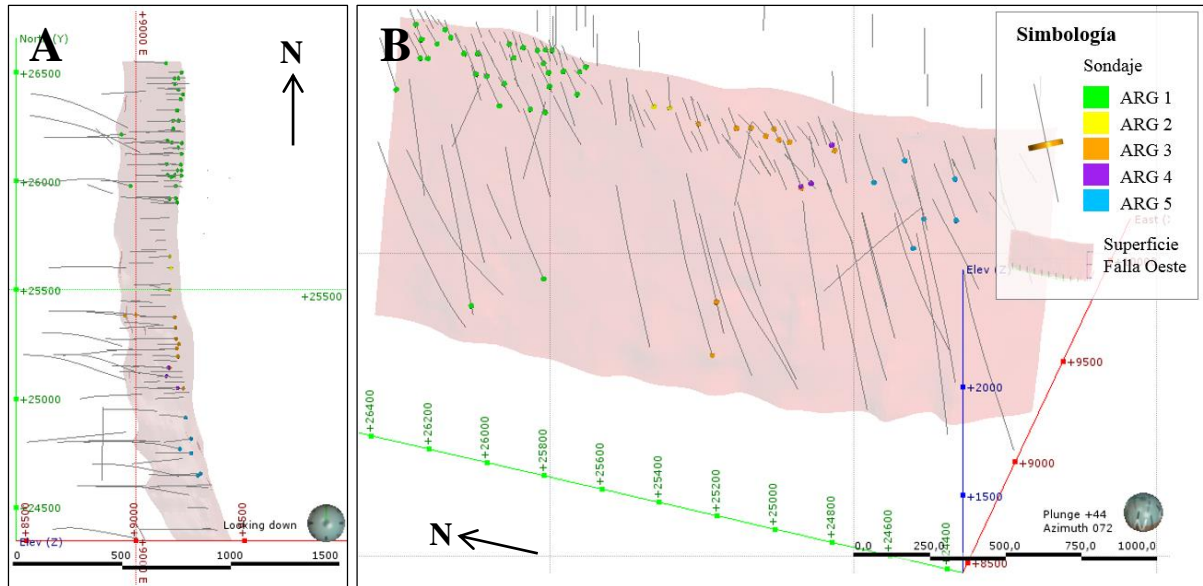 A
North (Y)
+9000 E
N
+26500
+26000
+25500
+25500
+25000
+24500
+8500
+9000
+9500
Looking down
Elev (Z)
0
500
1000
1500
+9000 E
B
Simbología
Sondaje
ARG 1
ARG 2
ARG 3
ARG 4
ARG 5
Superficie
Falla Oeste
East (
Elev (Z)
+9500
+2000
+9000
+1500
+8500
+26400
+26200
+26000
+25800
+25600
+25400
+25200
+25000
+24800
+24600
+24400
N
Plunge +44
Azimuth 072
0,0
250,0
500,0
750,0
1000,0